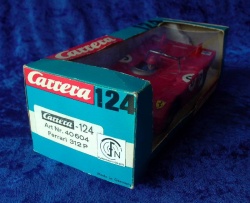 Carrera 124
Carrera-124
Art Nr. 40604
Ferrari 312 P